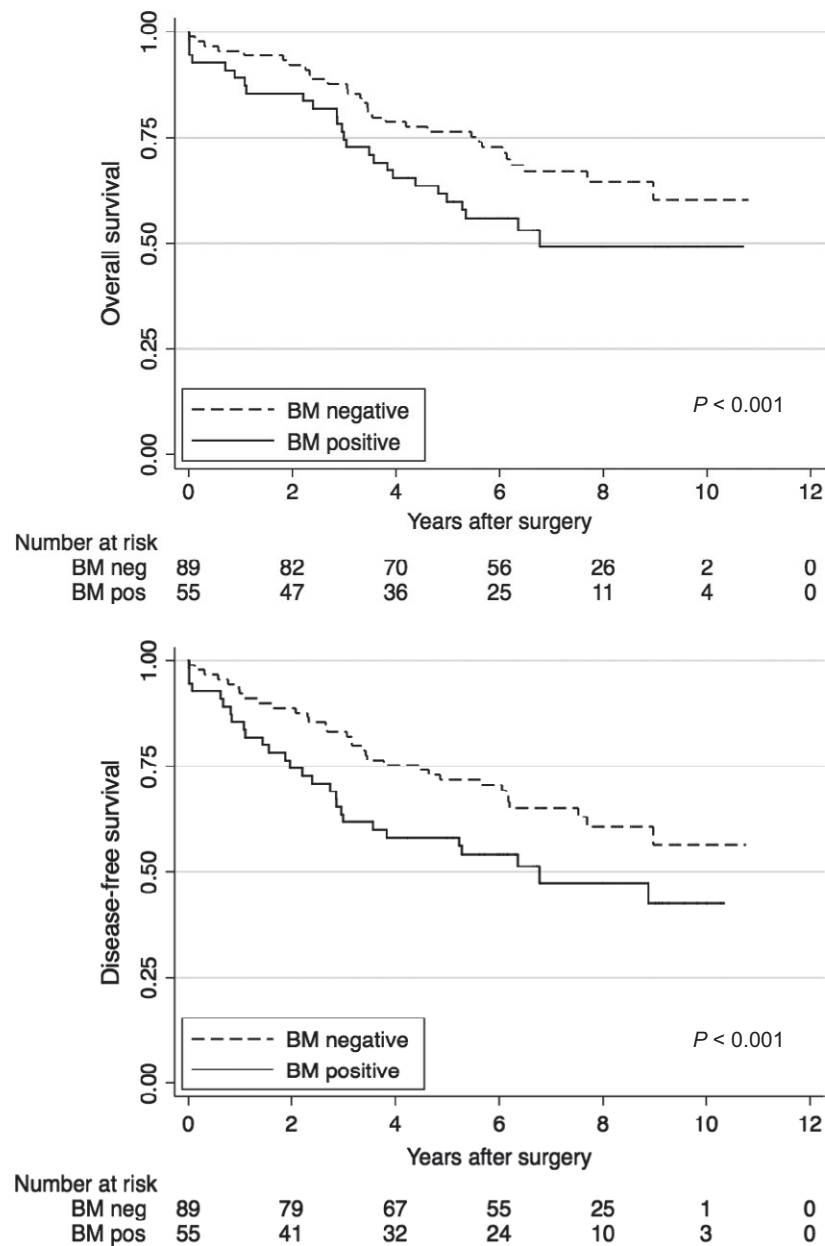 1.00
0.75
0.50
0.25
0.00
Overall survival
BM negative
BM positive
P < 0.001
0 2 4 6 8 10 12
Years after surgery
Number at risk
BM neg 89 82 70 56 26 2 0
BM pos 55 47 36 25 11 4 0
1.00
0.75
0.50
0.25
0.00
Disease-free survival
BM negative
BM positive
P < 0.001
0 2 4 6 8 10 12
Years after surgery
Number at risk
BM neg 89 79 67 55 25 1 0
BM pos 55 41 32 24 10 3 0